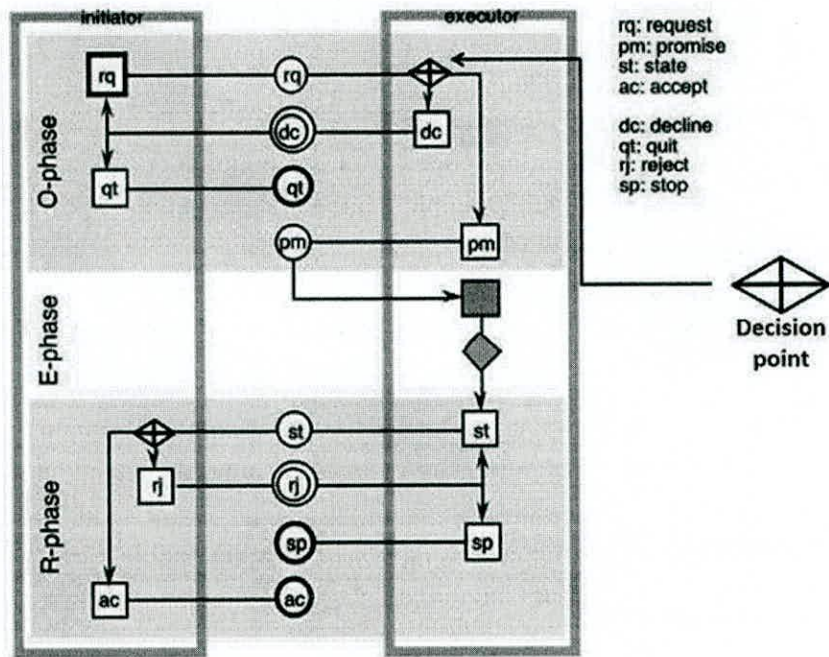 initiator
executor
rq: request
pm: promise
st: state
ac: accept
dc: decline
qt: quit
rj: reject
sp: stop
O-phase
rq
rq
dc
dc
qt
qt
pm
pm
E-phase
Decision
point
R-phase
st
st
rj
rj
sp
sp
ac
ac